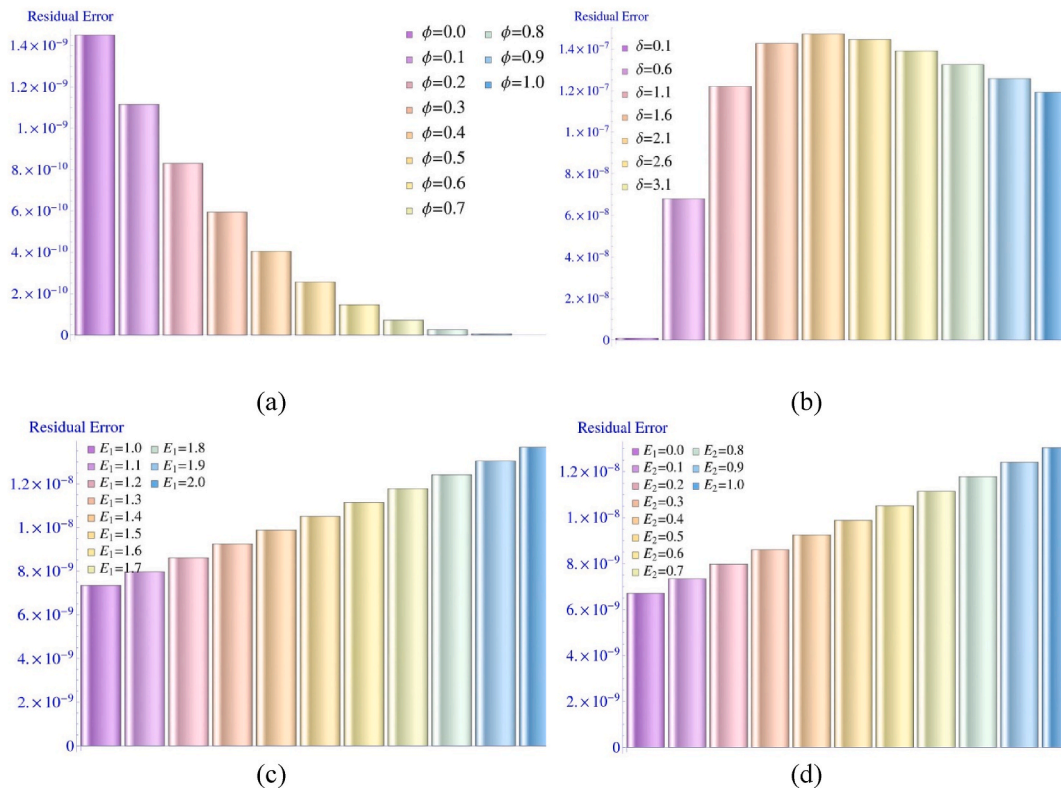 Residual Error
1.4×10⁻⁹
1.2×10⁻⁹
1.×10⁻⁹
8.×10⁻¹⁰
6.×10⁻¹⁰
4.×10⁻¹⁰
2.×10⁻¹⁰
0
ϕ=0.0
ϕ=0.1
ϕ=0.2
ϕ=0.3
ϕ=0.4
ϕ=0.5
ϕ=0.6
ϕ=0.7
ϕ=0.8
ϕ=0.9
ϕ=1.0
(a)
Residual Error
1.4×10⁻⁷
1.2×10⁻⁷
1.×10⁻⁷
8.×10⁻⁸
6.×10⁻⁸
4.×10⁻⁸
2.×10⁻⁸
0
δ=0.1
δ=0.6
δ=1.1
δ=1.6
δ=2.1
δ=2.6
δ=3.1
(b)
Residual Error
1.2×10⁻⁸
1.×10⁻⁸
8.×10⁻⁹
6.×10⁻⁹
4.×10⁻⁹
2.×10⁻⁹
0
E₁=1.0
E₁=1.1
E₁=1.2
E₁=1.3
E₁=1.4
E₁=1.5
E₁=1.6
E₁=1.7
E₁=1.8
E₁=1.9
E₁=2.0
(c)
Residual Error
1.2×10⁻⁸
1.×10⁻⁸
8.×10⁻⁹
6.×10⁻⁹
4.×10⁻⁹
2.×10⁻⁹
0
E₁=0.0
E₂=0.1
E₂=0.2
E₂=0.3
E₂=0.4
E₂=0.5
E₂=0.6
E₂=0.7
E₂=0.8
E₂=0.9
E₂=1.0
(d)